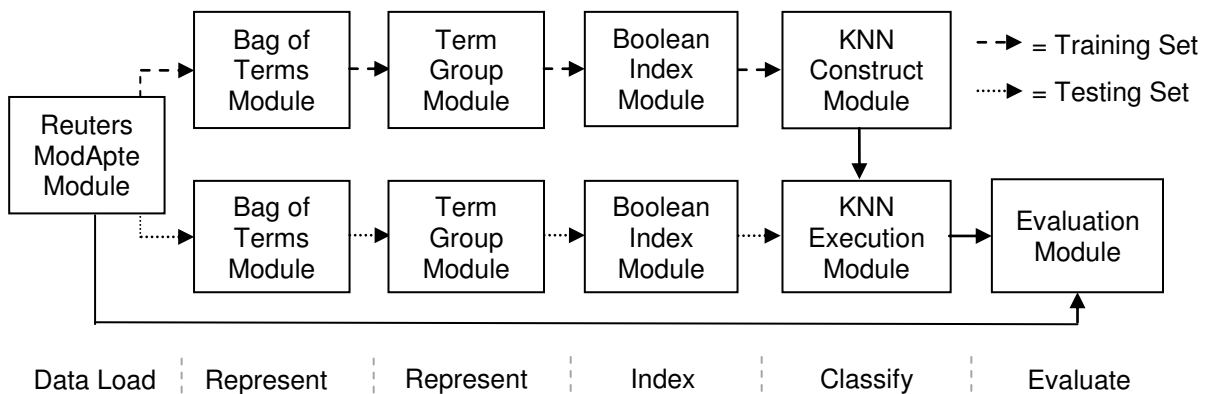 Bag of
Terms
Module
Term
Group
Module
Boolean
Index
Module
KNN
Construct
Module
= Training Set
= Testing Set
Reuters
ModApte
Module
Bag of
Terms
Module
Term
Group
Module
Boolean
Index
Module
KNN
Execution
Module
Evaluation
Module
Data Load
Represent
Represent
Index
Classify
Evaluate